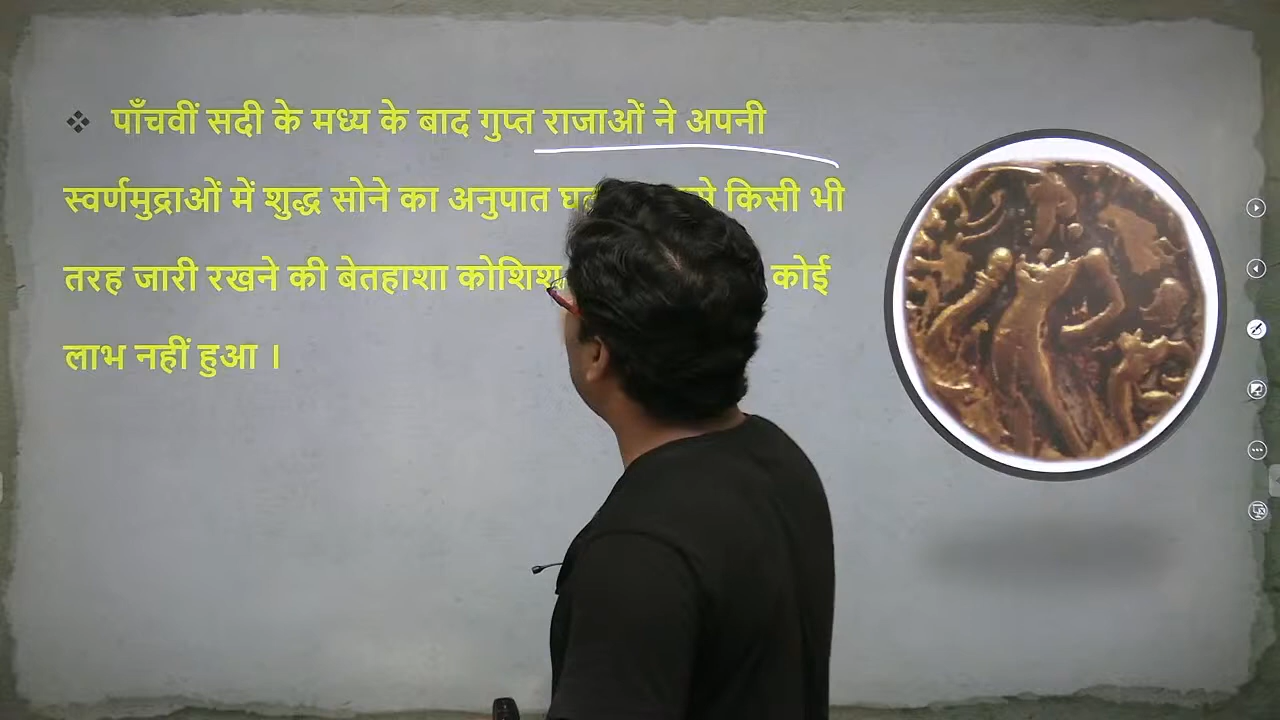 पाँचवीं सदी के मध्य के बाद गुप्त राजाओं ने अपनी
स्वर्णमुद्राओं में शुद्ध सोने का अनुपात किसी भी
तरह जारी रखने की बेतहाशा कोशिश कोई
लाभ नहीं हुआ ।